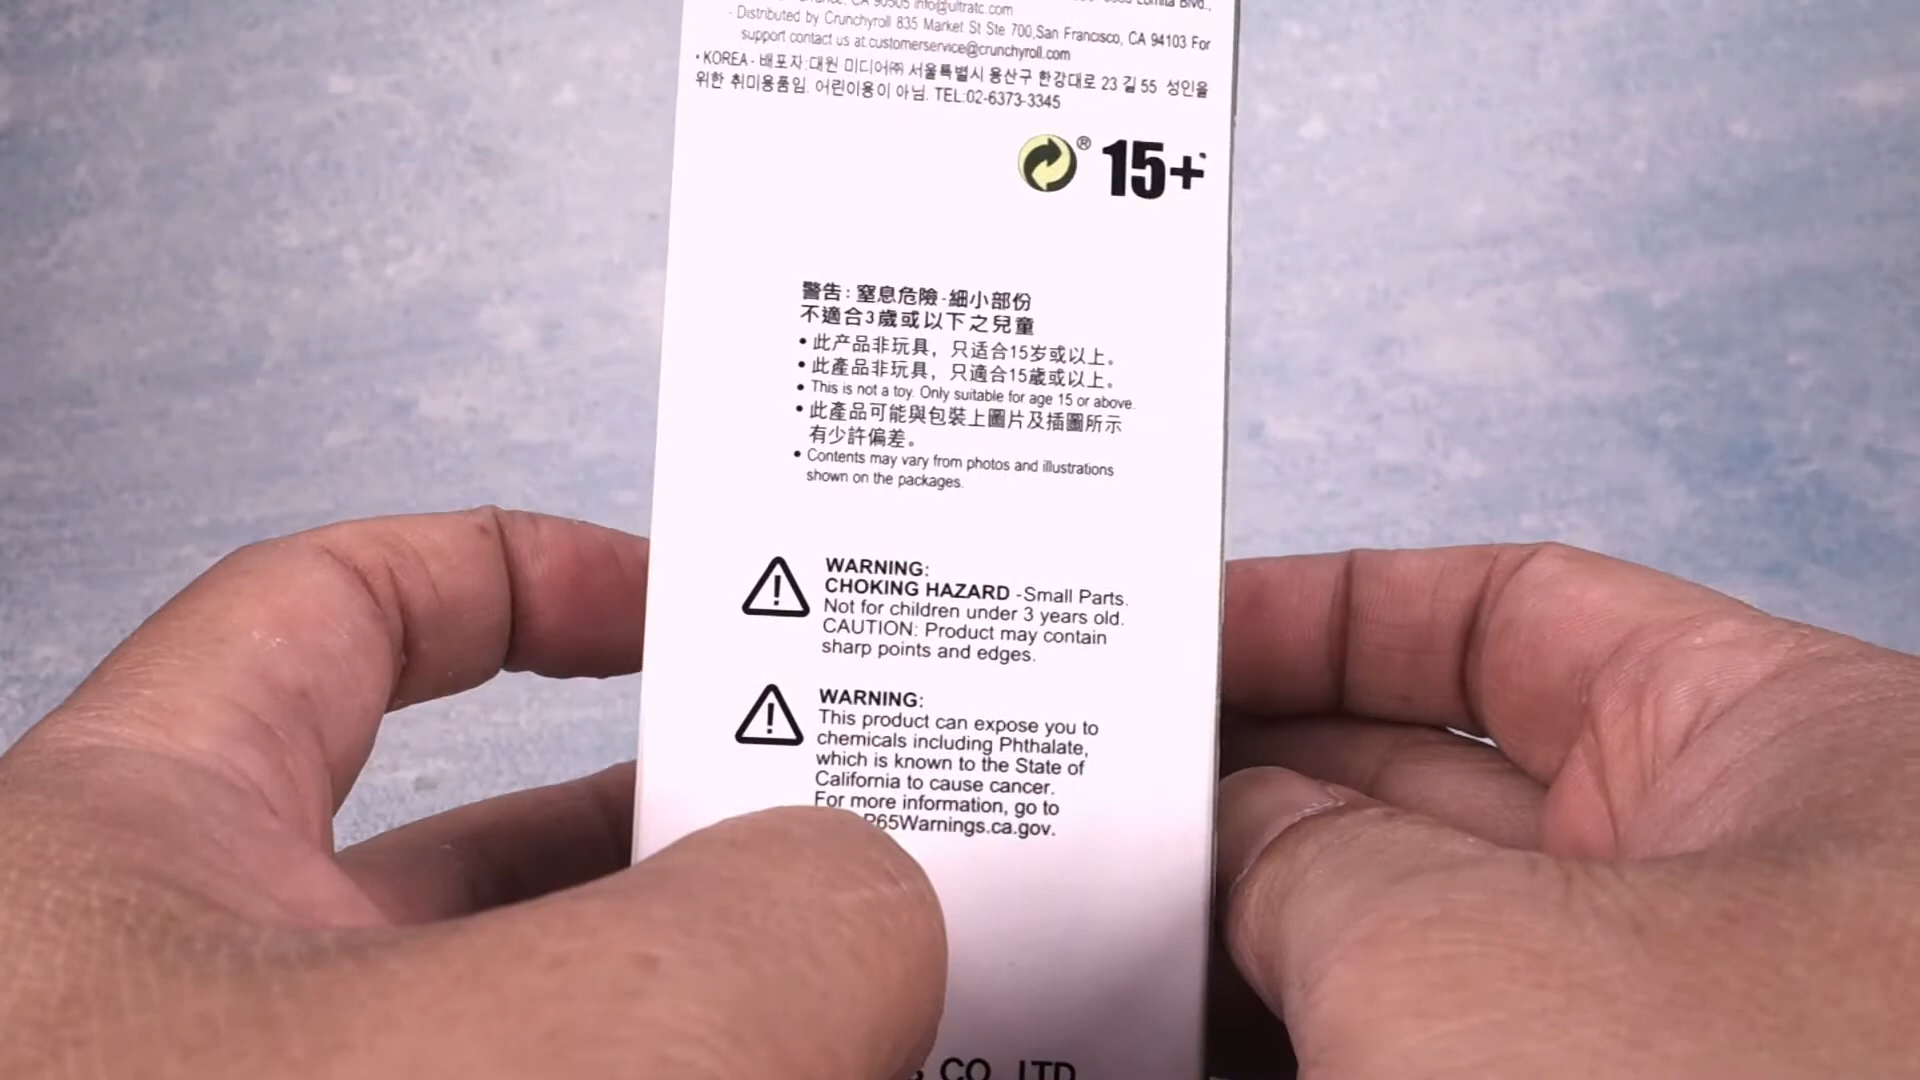 CA 90505 info@ultratc.com Lomita Blvd.,
- Distributed by Crunchyroll 835 Market St Ste 700,San Francisco, CA 94103 For
support contact us at:customerservice@crunchyroll.com
• KOREA - 배포자:대원 미디어㈜ 서울특별시 용산구 한강대로 23 길 55 성인을
위한 취미용품임. 어린이용이 아님. TEL:02-6373-3345
® 15+
警告: 窒息危險 -細小部份
不適合3歲或以下之兒童
• 此产品非玩具，只适合15岁或以上。
• 此產品非玩具，只適合15歲或以上。
• This is not a toy. Only suitable for age 15 or above.
• 此產品可能與包裝上圖片及插圖所示
有少許偏差。
• Contents may vary from photos and illustrations
shown on the packages.
WARNING:
CHOKING HAZARD -Small Parts.
Not for children under 3 years old.
CAUTION: Product may contain
sharp points and edges.
WARNING:
This product can expose you to
chemicals including Phthalate,
which is known to the State of
California to cause cancer.
For more information, go to
P65Warnings.ca.gov.
CO., LTD.